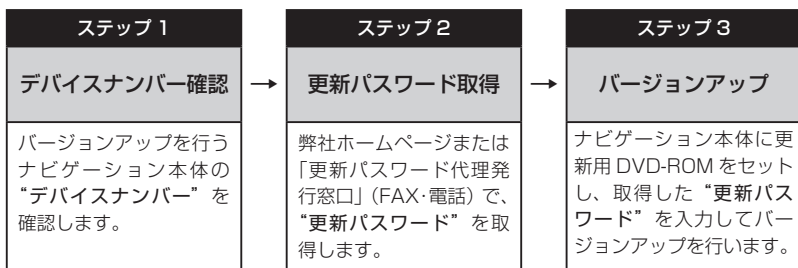 ステップ 1
デバイスナンバー確認
バージョンアップを行う
ナビゲーション本体の
“デバイスナンバー” を
確認します。
→
ステップ 2
更新パスワード取得
弊社ホームページまたは
「更新パスワード代理発
行窓口」（FAX・電話）で、
“更新パスワード” を取
得します。
→
ステップ 3
バージョンアップ
ナビゲーション本体に更
新用 DVD-ROM をセット
し、取得した “更新パス
ワード” を入力してバー
ジョンアップを行います。